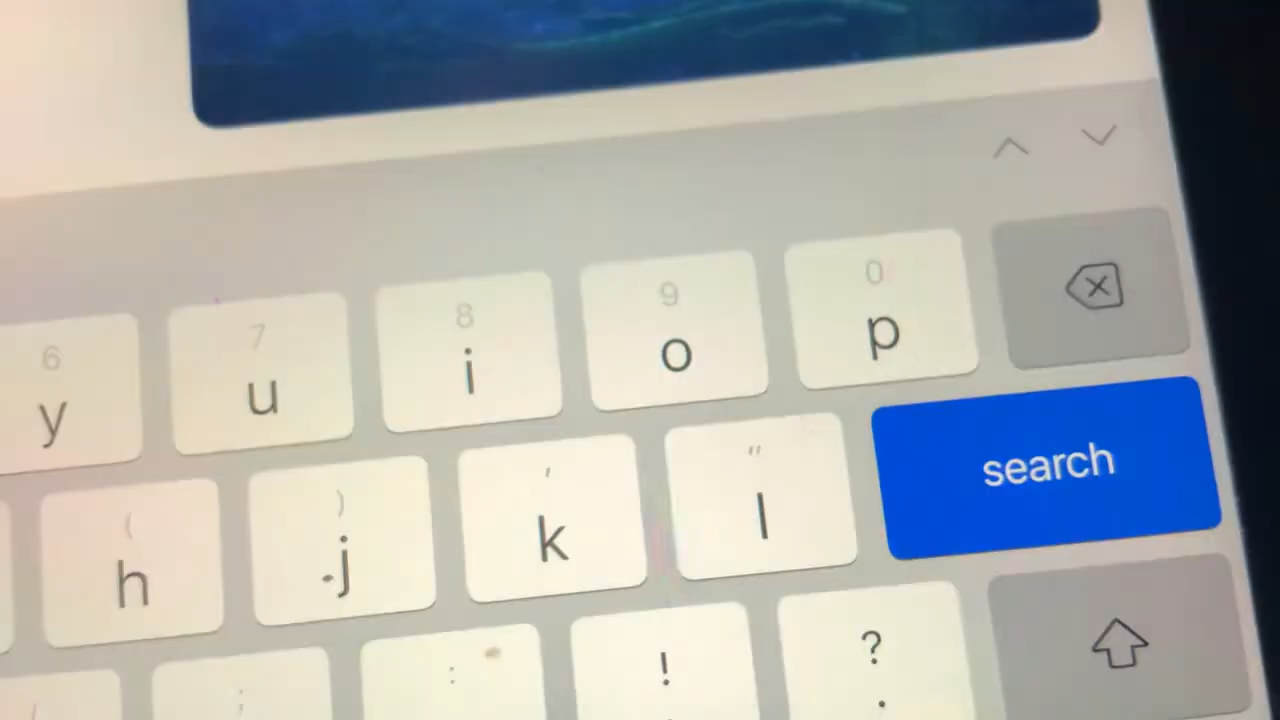 6 7 8 9 0
y u i o p
( ) ' "
h j k l search
; : ! ?
.